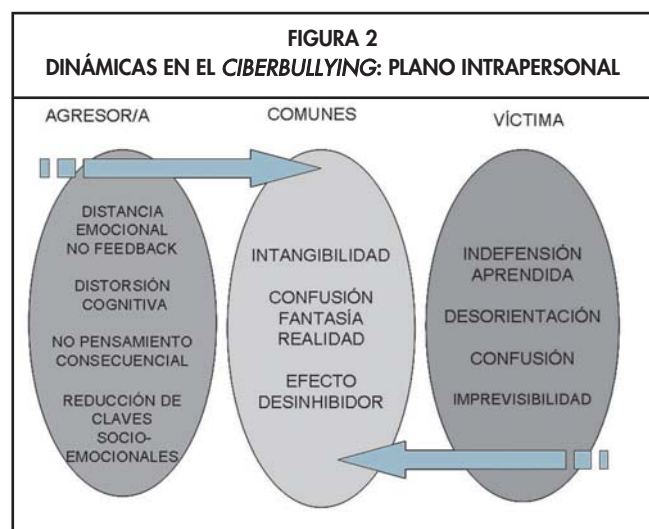 FIGURA 2
DINÁMICAS EN EL CIBERBULLYING: PLANO INTRAPERSONAL
AGRESOR/A
DISTANCIA
EMOCIONAL
NO FEEDBACK
DISTORSIÓN
COGNITIVA
NO PENSAMIENTO
CONSECUENCIAL
REDUCCIÓN DE
CLAVES
SOCIO-
EMOCIONALES
COMUNES
INTANGIBILIDAD
CONFUSIÓN
FANTASÍA
REALIDAD
EFECTO
DESINHIBIDOR
VÍCTIMA
INDEFENSIÓN
APRENDIDA
DESORIENTACIÓN
CONFUSIÓN
IMPREVISIBILIDAD